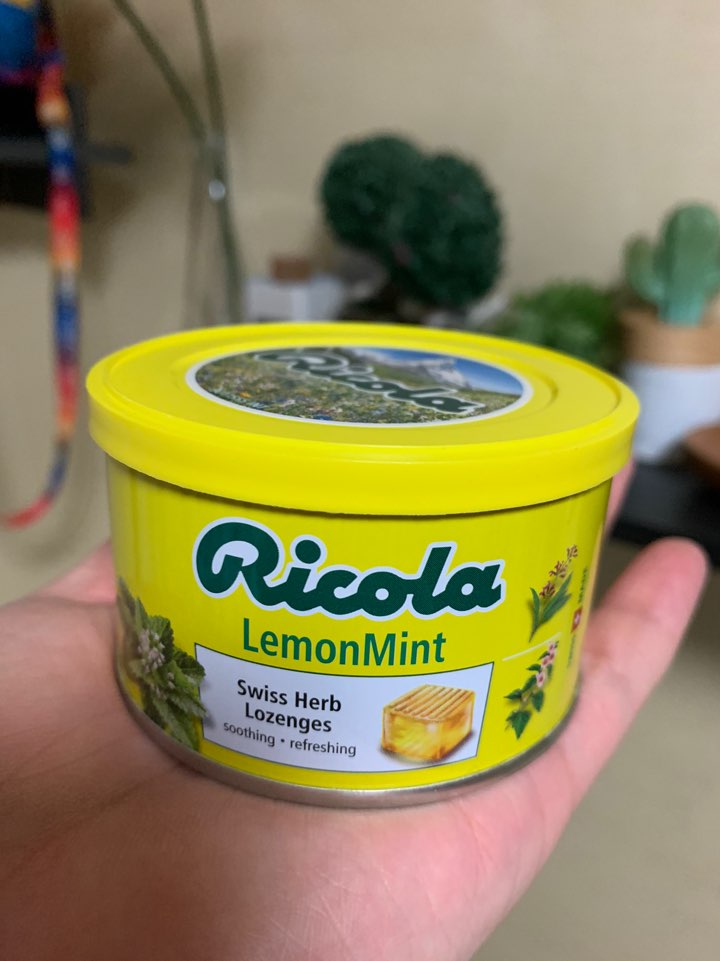 Ricola
Ricola
LemonMint
Swiss Herb
Lozenges
soothing • refreshing